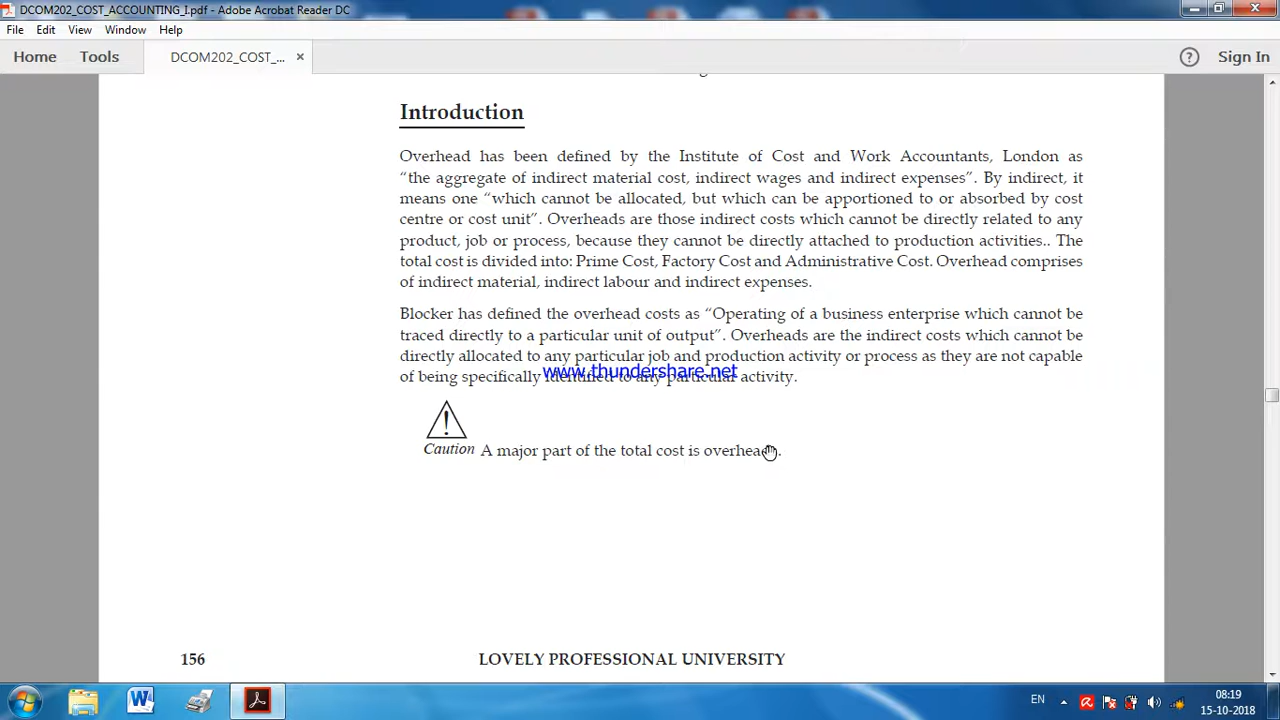 DCOM202_COST_ACCOUNTING_I.pdf - Adobe Acrobat Reader DC
File Edit View Window Help
Home Tools DCOM202_COST_... × ? Sign In
Introduction
Overhead has been defined by the Institute of Cost and Work Accountants, London as
“the aggregate of indirect material cost, indirect wages and indirect expenses”. By indirect, it
means one “which cannot be allocated, but which can be apportioned to or absorbed by cost
centre or cost unit”. Overheads are those indirect costs which cannot be directly related to any
product, job or process, because they cannot be directly attached to production activities.. The
total cost is divided into: Prime Cost, Factory Cost and Administrative Cost. Overhead comprises
of indirect material, indirect labour and indirect expenses.
Blocker has defined the overhead costs as “Operating of a business enterprise which cannot be
traced directly to a particular unit of output”. Overheads are the indirect costs which cannot be
directly allocated to any particular job and production activity or process as they are not capable
www.thundershare.net
of being specifically identified to any particular activity.
!
Caution A major part of the total cost is
156 LOVELY PROFESSIONAL UNIVERSITY
EN 08:19
15-10-2018